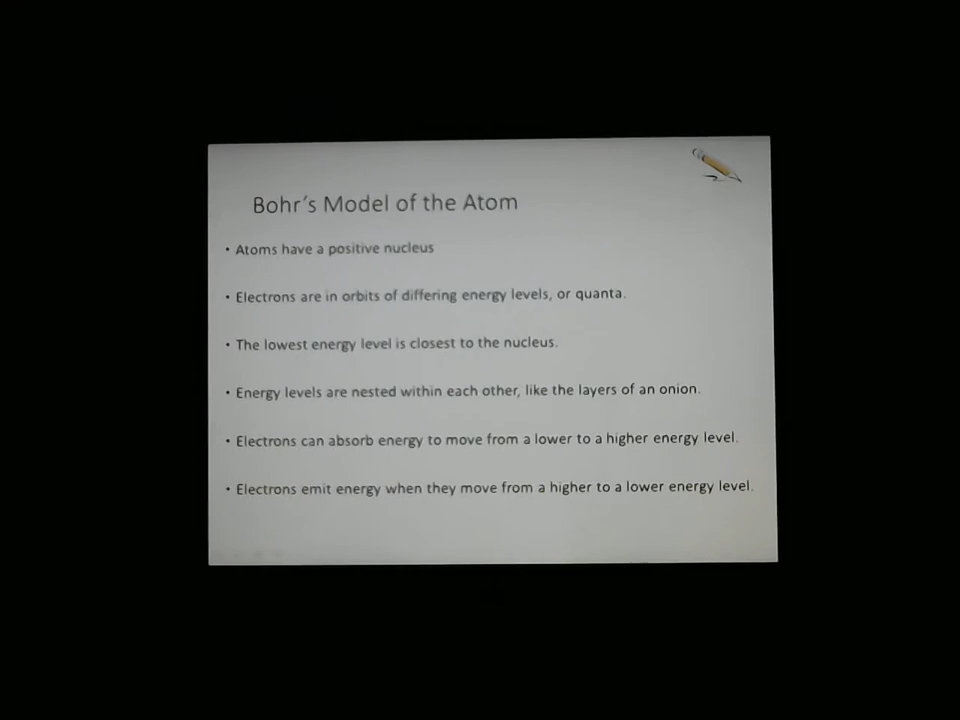 Bohr's Model of the Atom
• Atoms have a positive nucleus
• Electrons are in orbits of differing energy levels, or quanta.
• The lowest energy level is closest to the nucleus.
• Energy levels are nested within each other, like the layers of an onion.
• Electrons can absorb energy to move from a lower to a higher energy level.
• Electrons emit energy when they move from a higher to a lower energy level.